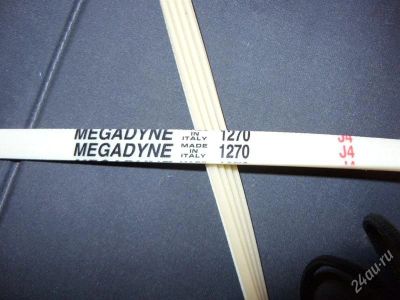 MEGADYNE IN ITALY 1270 J4
MEGADYNE MADE IN ITALY 1270 J4
24au.ru